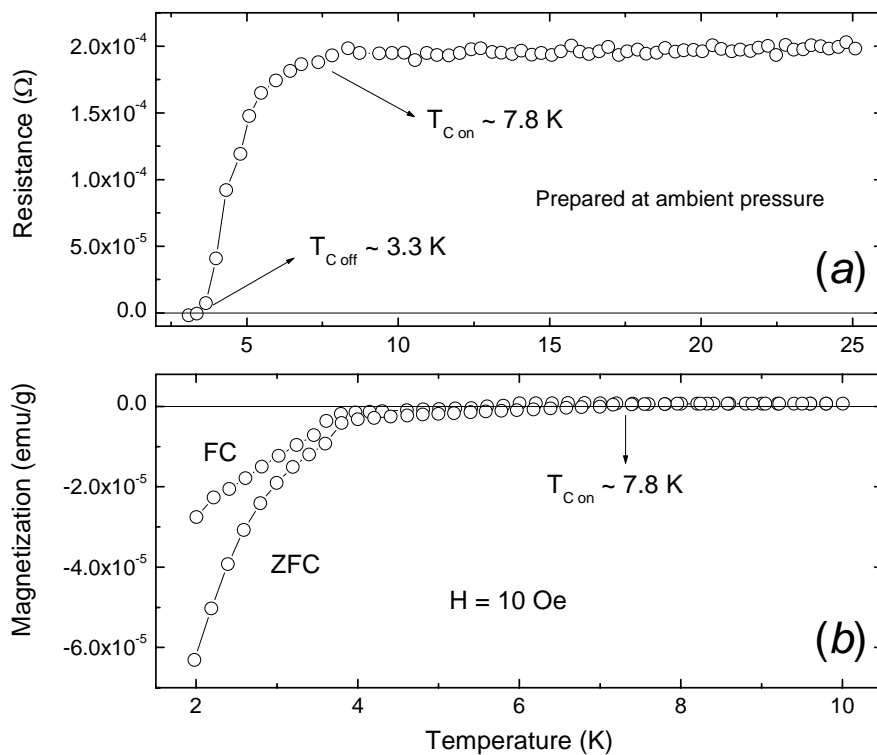 2.0x10⁻⁴
1.5x10⁻⁴
1.0x10⁻⁴
5.0x10⁻⁵
0.0
Resistance (Ω)
T_C on ~ 7.8 K
Prepared at ambient pressure
T_C off ~ 3.3 K
(a)
5 10 15 20 25
0.0
-2.0x10⁻⁵
-4.0x10⁻⁵
-6.0x10⁻⁵
Magnetization (emu/g)
FC
T_C on ~ 7.8 K
ZFC
H = 10 Oe
(b)
2 4 6 8 10
Temperature (K)